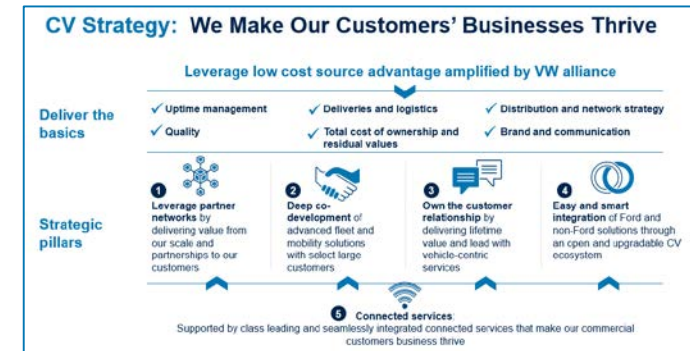 CV Strategy: We Make Our Customers' Businesses Thrive
Leverage low cost source advantage amplified by VW alliance
Deliver the
basics
✓ Uptime management
✓ Quality
✓ Deliveries and logistics
✓ Total cost of ownership and
residual values
✓ Distribution and network strategy
✓ Brand and communication
Strategic
pillars
1
Leverage partner
networks by
delivering value from
our scale and
partnerships to our
customers
2
Deep co-
development of
advanced fleet and
mobility solutions
with select large
customers
3
Own the customer
relationship by
delivering lifetime
value and lead with
vehicle-centric
services
4
Easy and smart
integration of Ford and
non-Ford solutions through
an open and upgradable CV
ecosystem
5 Connected services:
Supported by class leading and seamlessly integrated connected services that make our commercial
customers business thrive